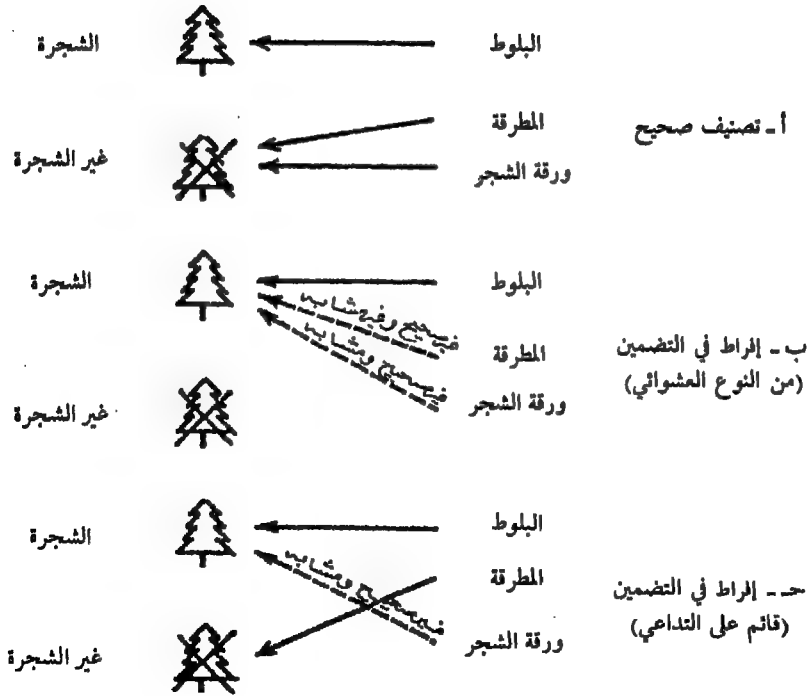 البلوط
الشجرة
أ ـ تصنيف صحيح
المطرقة
ورقة الشجر
غير الشجرة
البلوط
الشجرة
غير صحيح وغير مشابه
غير صحيح ومشابه
ب ـ إفراط في التضمين
(من النوع العشوائي)
المطرقة
ورقة الشجر
غير الشجرة
البلوط
الشجرة
غير صحيح ومشابه
حـ ـ إفراط في التضمين
(قائم على التداعي)
المطرقة
ورقة الشجر
غير الشجرة